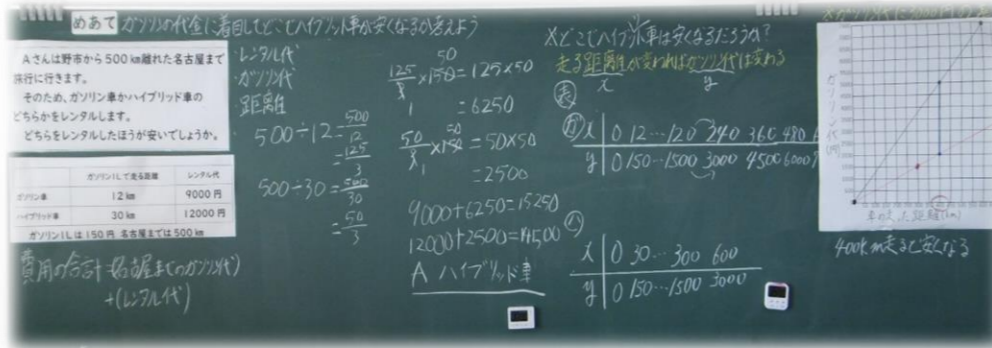 めあて ガソリンの代金に着目してどこでハイブリット車が安くなるか考えよう
Aさんは野市から500km離れた名古屋まで
旅行に行きます。
そのため、ガソリン車かハイブリッド車の
どちらかをレンタルします。
どちらをレンタルしたほうが安いでしょうか。
ガソリン1Lで走る距離 レンタル代
ガソリン車 12km 9000円
ハイブリッド車 30km 12000円
ガソリン1Lは150円 名古屋までは500km
費用の合計=(名古屋までのガソリン代)
+(レンタル代)
・レンタル代
・ガソリン代
・距離
500÷12=500/12
=125/3
500÷30=500/30
=50/3
50
125/3×150=125×50
1
=6250
50
50/3×150=50×50
1
=2500
9000+6250=15250
12000+2500=14500
A ハイブリッド車
※どこでハイブリット車は安くなるだろうか?
走る距離が変わればガソリン代は変わる
x y
表
ガ x 0 12…120 240 360 480
y 0 150…1500 3000 4500 6000
ハ
x 0 30…300 600
y 0 150…1500 3000
ガソリン代(円)
車の走った距離(km)
400km走ると安くなる